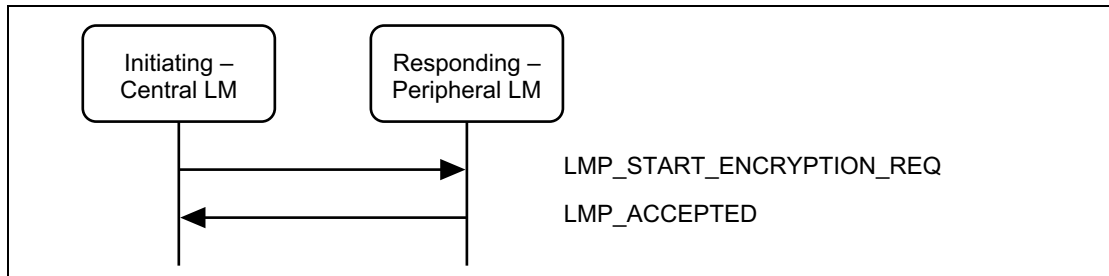 Initiating –
Central LM
Responding –
Peripheral LM
LMP_START_ENCRYPTION_REQ
LMP_ACCEPTED